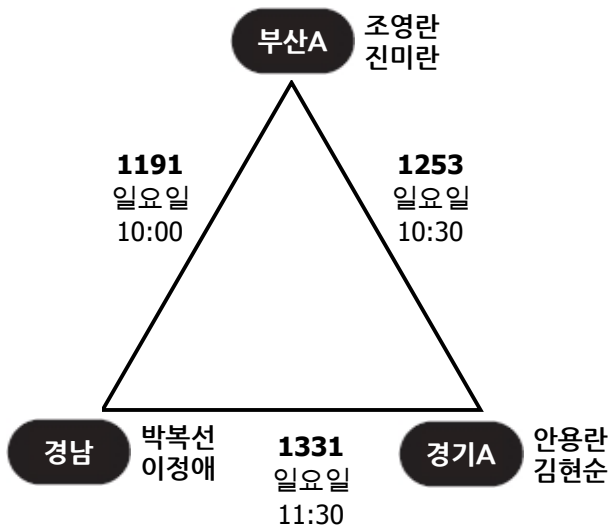 부산A
조영란
진미란
1191
일요일
10:00
1253
일요일
10:30
경남
박복선
이정애
1331
일요일
11:30
경기A
안용란
김현순